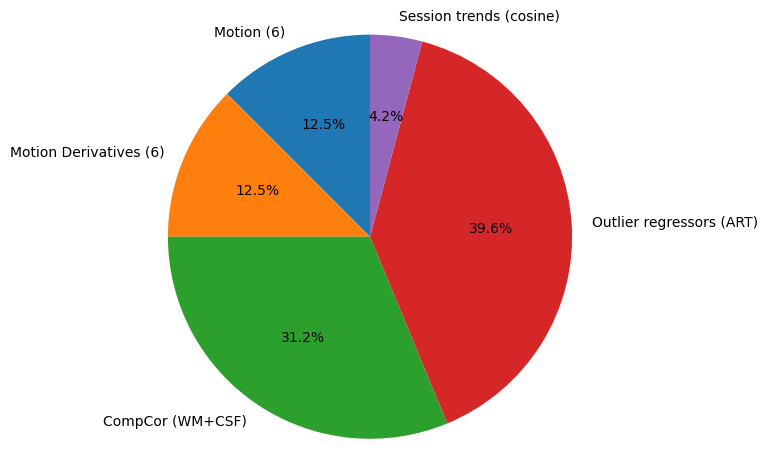 Session trends (cosine)
Motion (6)
4.2%
12.5%
Motion Derivatives (6)
12.5%
Outlier regressors (ART)
39.6%
31.2%
CompCor (WM+CSF)